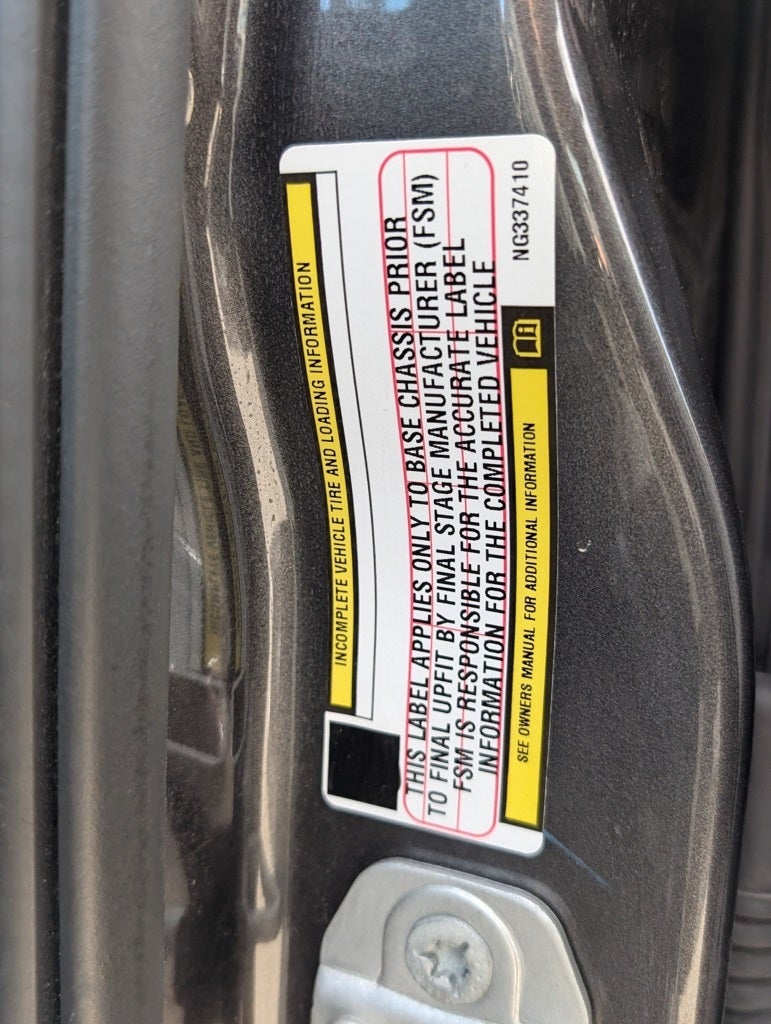 INCOMPLETE VEHICLE TIRE AND LOADING INFORMATION
THIS LABEL APPLIES ONLY TO BASE CHASSIS PRIOR
TO FINAL UPFIT BY FINAL STAGE MANUFACTURER (FSM)
FSM IS RESPONSIBLE FOR THE ACCURATE LABEL
INFORMATION FOR THE COMPLETED VEHICLE
SEE OWNERS MANUAL FOR ADDITIONAL INFORMATION
NG337410